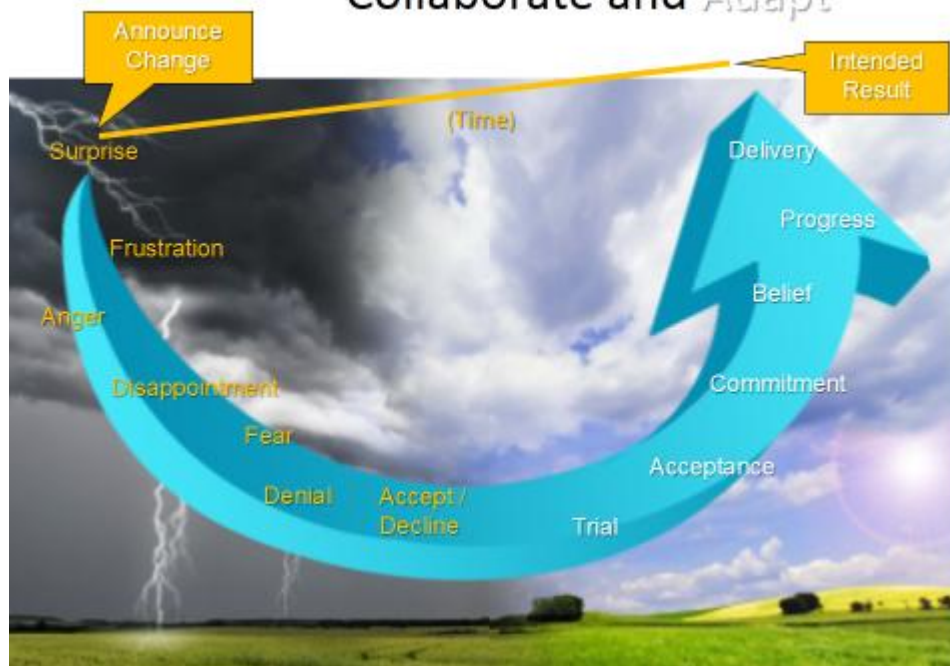 Collaborate and Adapt
Announce
Change
Intended
Result
(Time)
Surprise
Frustration
Anger
Disappointment
Fear
Denial
Accept /
Decline
Trial
Acceptance
Commitment
Belief
Progress
Delivery